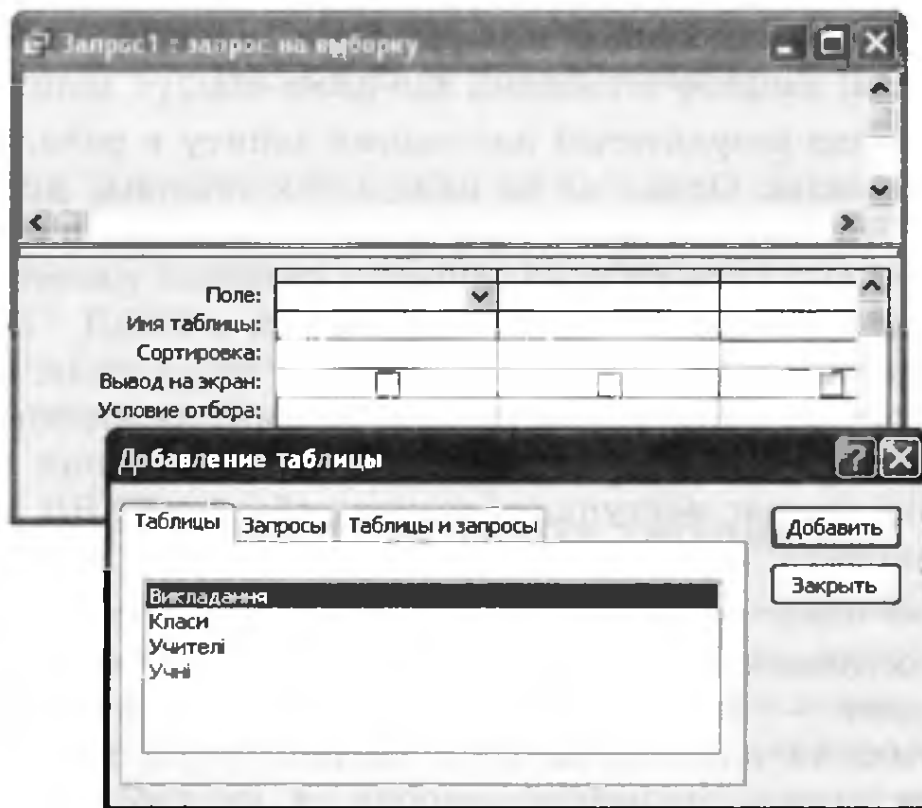 Запрос1 : запрос на выборку
Поле:
Имя таблицы:
Сортировка:
Вывод на экран:
Условие отбора:
Добавление таблицы
Таблицы Запросы Таблицы и запросы
Добавить
Закрыть
Викладання
Класи
Учителі
Учні